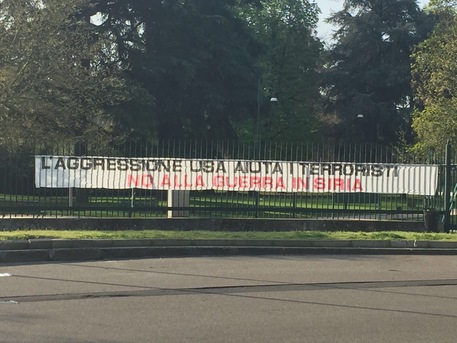 L'AGGRESSIONE USA AIUTA I TERRORISTI
NO ALLA GUERRA IN SIRIA